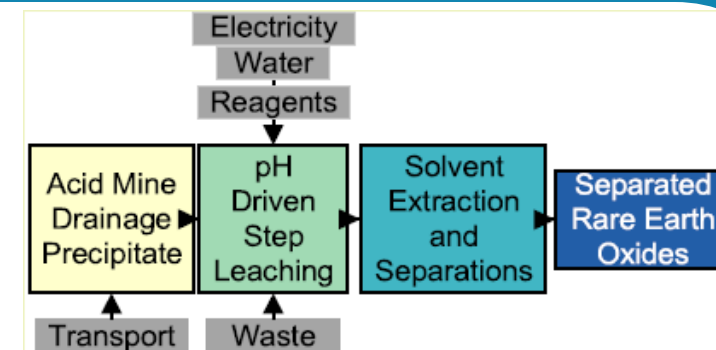 Electricity
Water
Reagents
Acid Mine
Drainage
Precipitate
pH
Driven
Step
Leaching
Solvent
Extraction
and
Separations
Separated
Rare Earth
Oxides
Transport
Waste